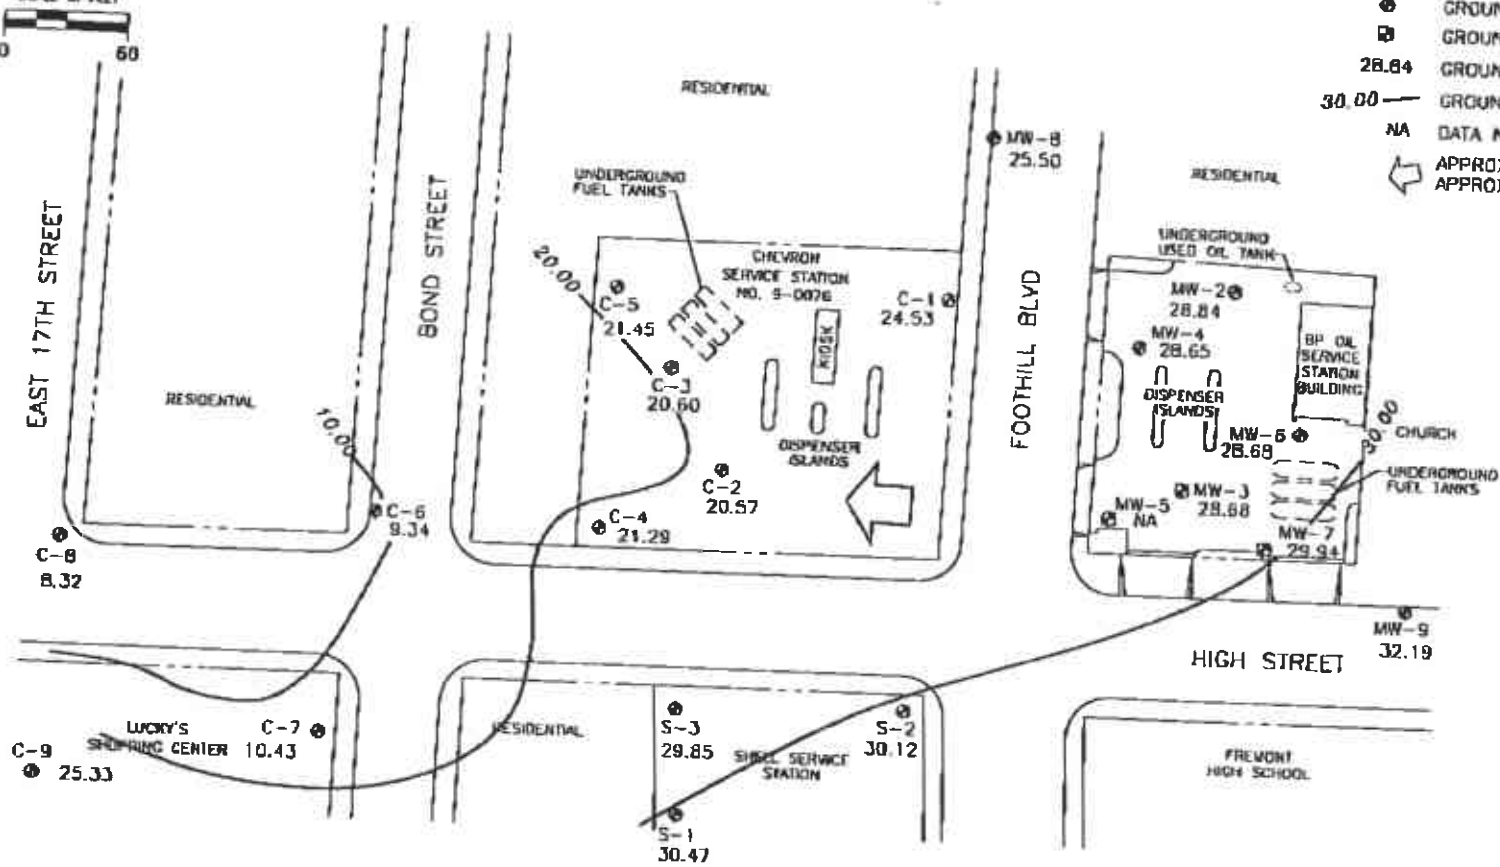 0
60
GROUN
GROUN
28.64 GROUN
30.00 GROUN
NA DATA
APPROX
APPROX
RESIDENTIAL
MW-8
25.50
UNDERGROUND
FUEL TANKS
RESIDENTIAL
EAST 17TH STREET
BOND STREET
FOOTHILL BLVD
HIGH STREET
20.00
CHEVRON
SERVICE STATION
NO. 9-0076
C-5
21.45
C-1
24.53
KIOSK
C-3
20.60
DISPENSER
ISLANDS
C-2
20.57
C-4
21.29
UNDERGROUND
USED OIL TANK
MW-2
28.84
MW-4
28.65
BP OIL
SERVICE
STATION
BUILDING
DISPENSER
ISLANDS
MW-6
28.68
30.00
CHURCH
UNDERGROUND
FUEL TANKS
MW-3
28.68
MW-5
NA
MW-7
29.94
MW-9
32.19
RESIDENTIAL
10.00
C-6
9.34
C-8
8.32
LUCKY'S
SHOPPING CENTER
C-7
10.43
C-9
25.33
RESIDENTIAL
S-3
29.85
S-2
30.12
SHELL SERVICE
STATION
S-1
30.47
FREMONT
HIGH SCHOOL